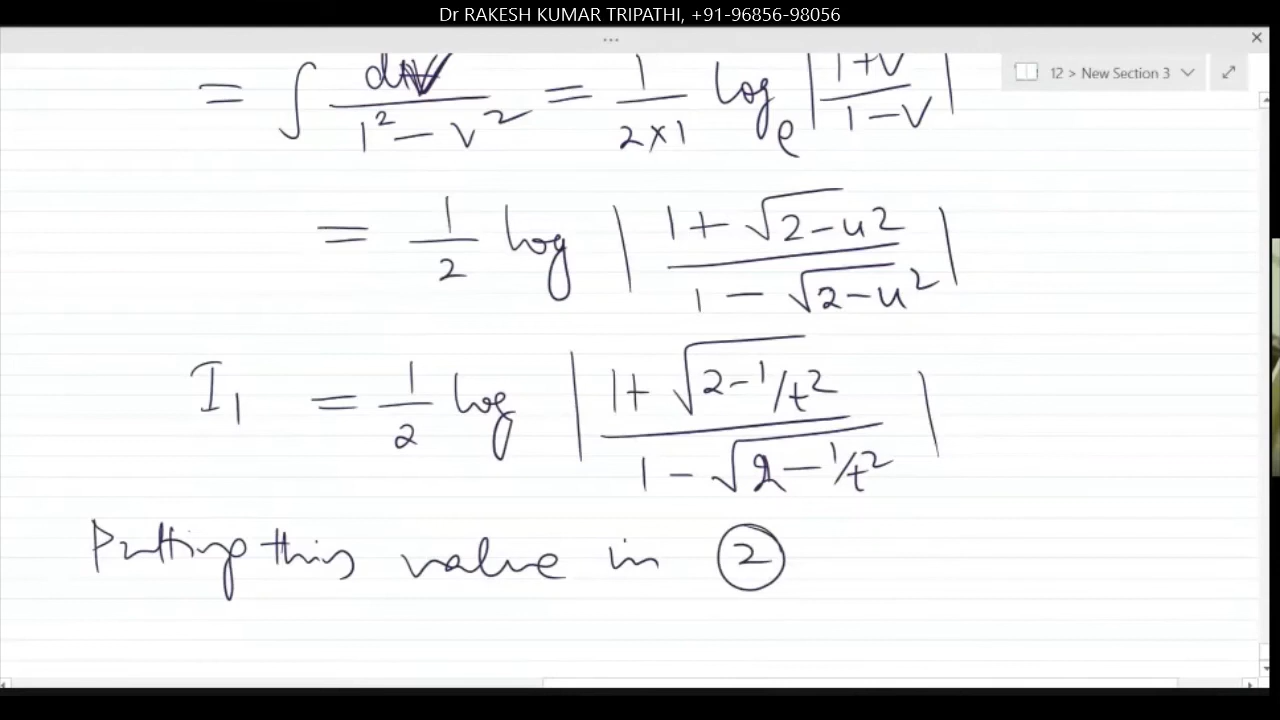 Dr RAKESH KUMAR TRIPATHI, +91-96856-98056
12 > New Section 3
= ∫ dV / (1² − v²) = 1/(2×1) log_e |(1+V)/(1−V)|
= 1/2 log |(1+√(2−u²))/(1−√(2−u²))|
I₁ = 1/2 log |(1+√(2−1/t²))/(1−√(2−1/t²))|
Putting this value in ②